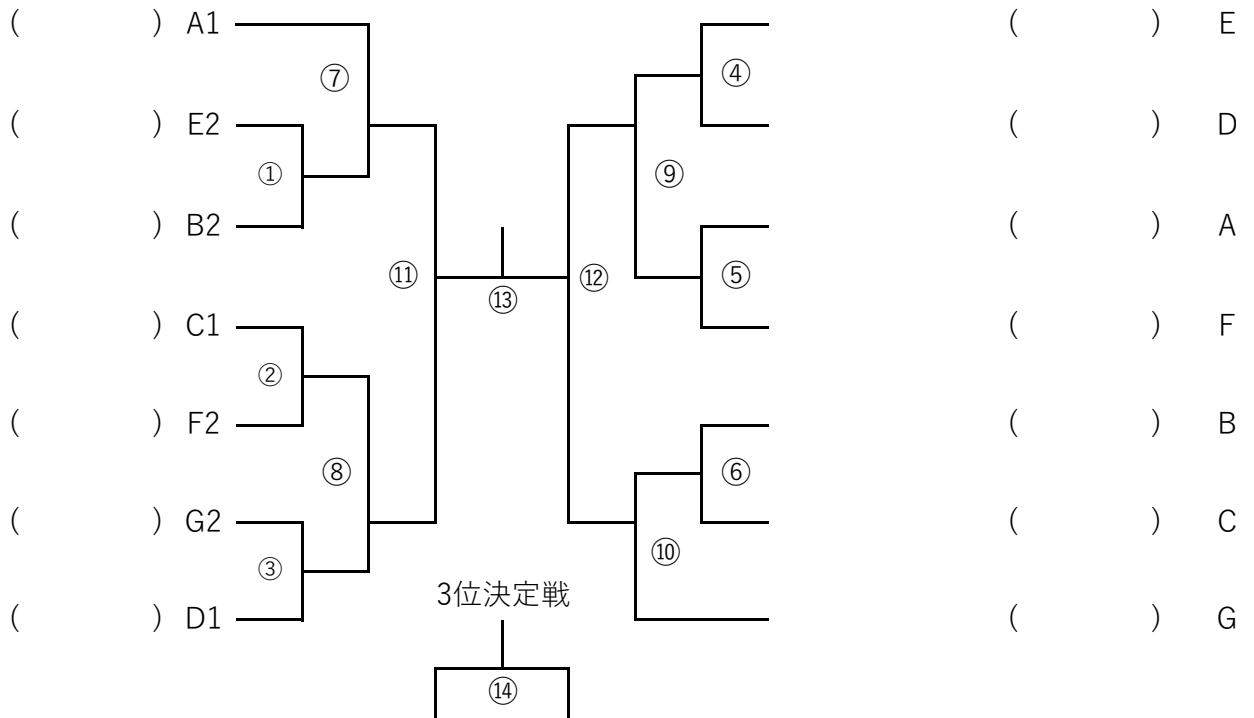 ( ) A1 ( ) E
⑦ ④
( ) E2 ( ) D
① ⑨
( ) B2 ( ) A
⑪ ⑬ ⑫ ⑤
( ) C1 ( ) F
②
( ) F2 ( ) B
⑧ ⑥
( ) G2 ( ) C
③ ⑩
3位決定戦
( ) D1 ( ) G
⑭